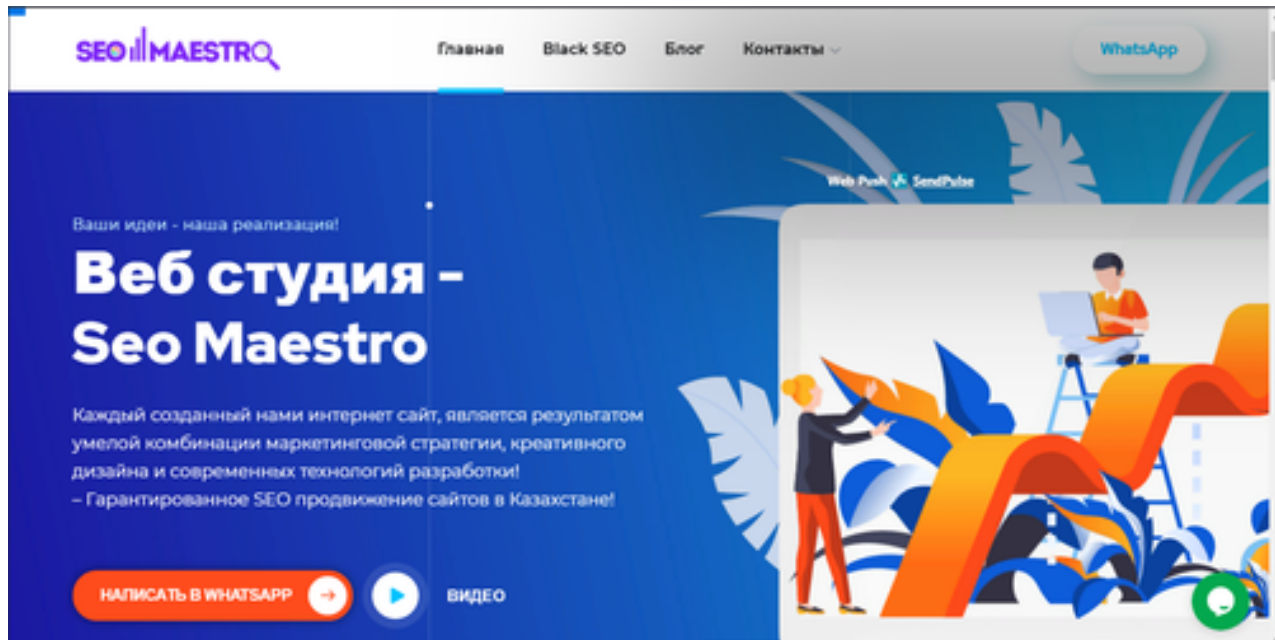 SEO MAESTRO
Главная Black SEO Блог Контакты WhatsApp
Web Push SendPulse
Ваши идеи - наша реализация!
Веб студия -
Seo Maestro
Каждый созданный нами интернет сайт, является результатом
умелой комбинации маркетинговой стратегии, креативного
дизайна и современных технологий разработки!
– Гарантированное SEO продвижение сайтов в Казахстане!
НАПИСАТЬ В WHATSAPP ВИДЕО